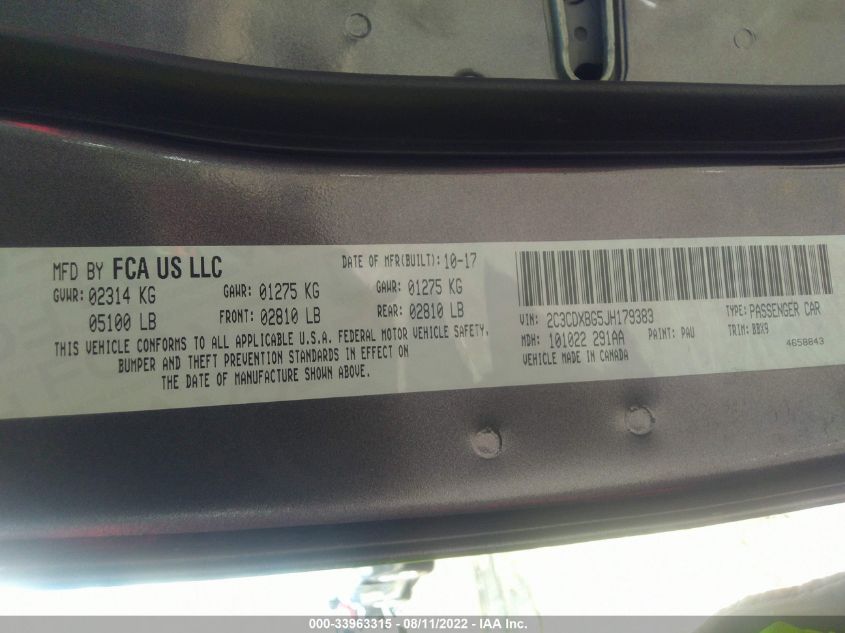 MFD BY FCA US LLC
DATE OF MFR(BUILT): 10-17
GVWR: 02314 KG
GAWR: 01275 KG
GAWR: 01275 KG
05100 LB
FRONT: 02810 LB
REAR: 02810 LB
THIS VEHICLE CONFORMS TO ALL APPLICABLE U.S.A. FEDERAL MOTOR VEHICLE SAFETY,
BUMPER AND THEFT PREVENTION STANDARDS IN EFFECT ON
THE DATE OF MANUFACTURE SHOWN ABOVE.
VIN: 2C3CDXBG5JH179383
TYPE: PASSENGER CAR
MDH: 101022 291AA
PAINT: PAU
TRIM: BBX9
VEHICLE MADE IN CANADA
4658843
000-33963315 - 08/11/2022 - IAA Inc.